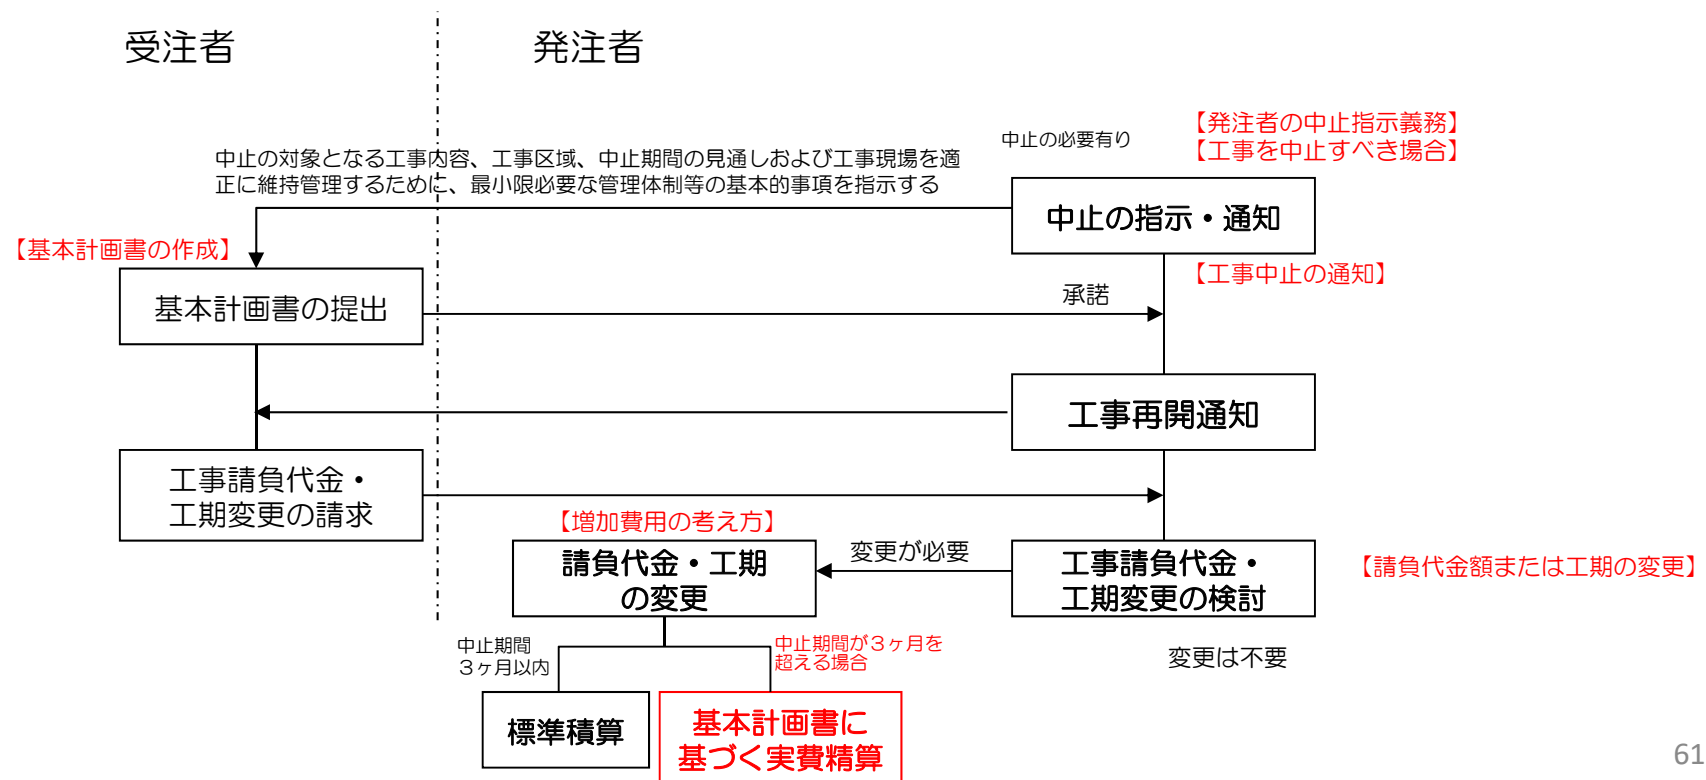 受注者
発注者
中止の必要有り
【発注者の中止指示義務】
【工事を中止すべき場合】
中止の対象となる工事内容、工事区域、中止期間の見通しおよび工事現場を適
正に維持管理するために、最小限必要な管理体制等の基本的事項を指示する
中止の指示・通知
【基本計画書の作成】
【工事中止の通知】
基本計画書の提出
承諾
工事再開通知
工事請負代金・
工期変更の請求
【増加費用の考え方】
請負代金・工期
の変更
変更が必要
工事請負代金・
工期変更の検討
【請負代金額または工期の変更】
中止期間
３ヶ月以内
中止期間が３ヶ月を
超える場合
変更は不要
標準積算
基本計画書に
基づく実費精算
61